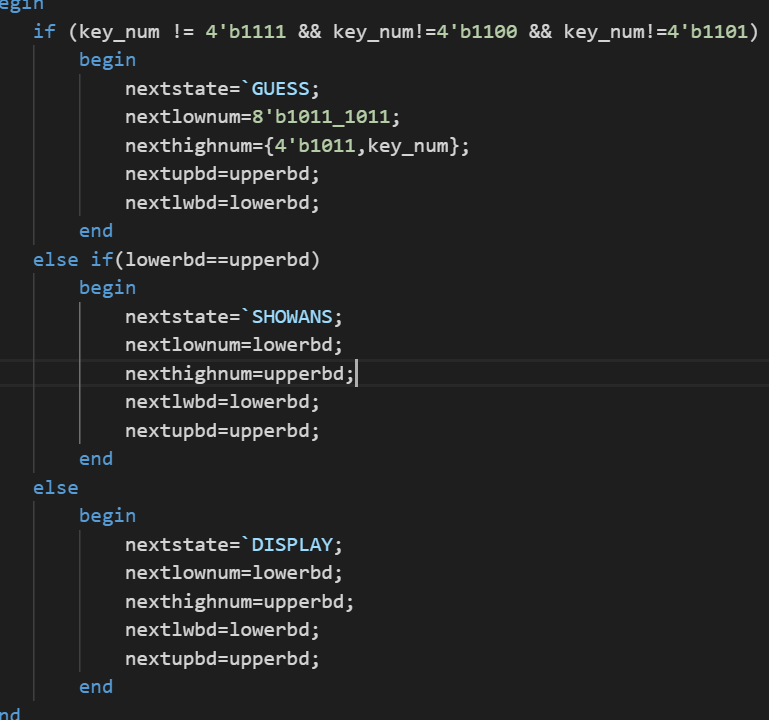 begin
    if (key_num != 4'b1111 && key_num!=4'b1100 && key_num!=4'b1101)
        begin
            nextstate=`GUESS;
            nextlownum=8'b1011_1011;
            nexthighnum={4'b1011,key_num};
            nextupbd=upperbd;
            nextlwbd=lowerbd;
        end
    else if(lowerbd==upperbd)
        begin
            nextstate=`SHOWANS;
            nextlownum=lowerbd;
            nexthighnum=upperbd;
            nextlwbd=lowerbd;
            nextupbd=upperbd;
        end
    else
        begin
            nextstate=`DISPLAY;
            nextlownum=lowerbd;
            nexthighnum=upperbd;
            nextlwbd=lowerbd;
            nextupbd=upperbd;
        end
end